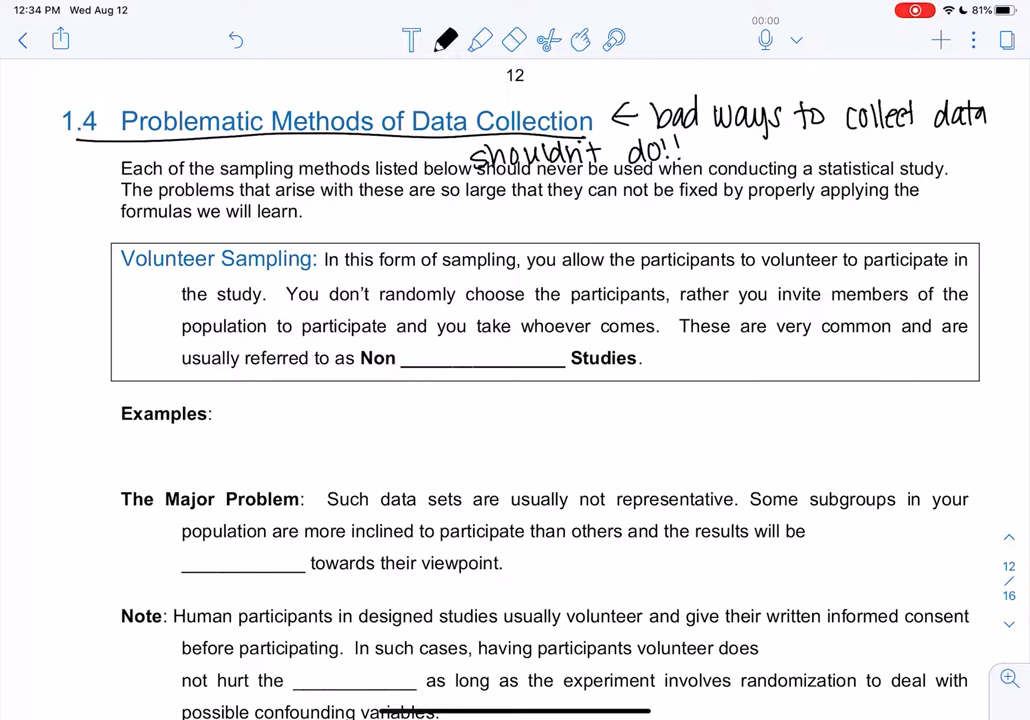 12:34 PM Wed Aug 12
81%
00:00
T
12
1.4 Problematic Methods of Data Collection ← bad ways to collect data
shouldn't do!!
Each of the sampling methods listed below should never be used when conducting a statistical study.
The problems that arise with these are so large that they can not be fixed by properly applying the
formulas we will learn.
Volunteer Sampling: In this form of sampling, you allow the participants to volunteer to participate in
the study. You don't randomly choose the participants, rather you invite members of the
population to participate and you take whoever comes. These are very common and are
usually referred to as Non ________________ Studies.
Examples:
The Major Problem: Such data sets are usually not representative. Some subgroups in your
population are more inclined to participate than others and the results will be
____________ towards their viewpoint.
Note: Human participants in designed studies usually volunteer and give their written informed consent
before participating. In such cases, having participants volunteer does
not hurt the ____________ as long as the experiment involves randomization to deal with
possible confounding variables.
12
/
16